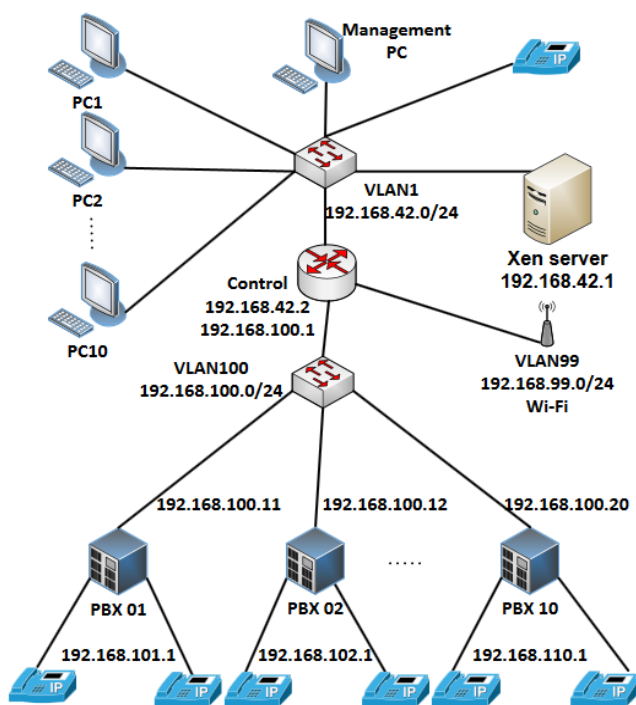 Management
PC
IP
PC1
PC2
PC10
VLAN1
192.168.42.0/24
Xen server
192.168.42.1
Control
192.168.42.2
192.168.100.1
VLAN99
192.168.99.0/24
Wi-Fi
VLAN100
192.168.100.0/24
192.168.100.11
192.168.100.12
192.168.100.20
.....
PBX 01
PBX 02
PBX 10
192.168.101.1
192.168.102.1
192.168.110.1
IP
IP
IP
IP
IP
IP